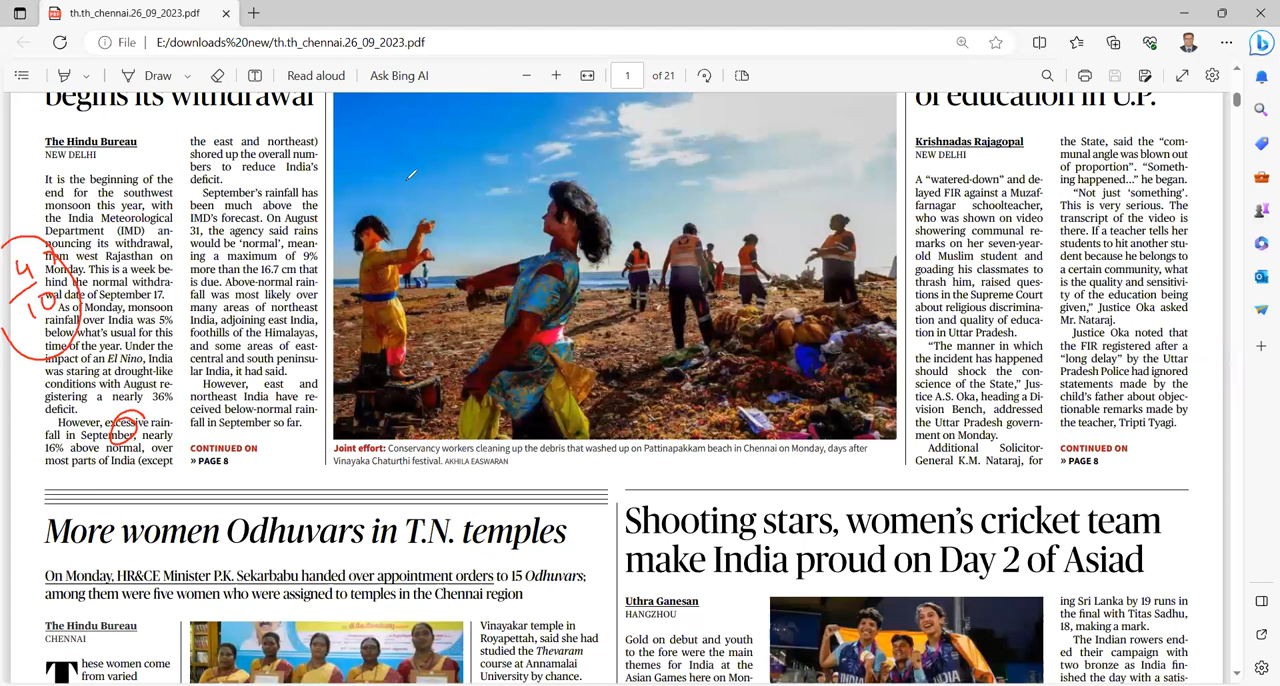 th.th_chennai.26_09_2023.pdf
File
E:/downloads%20new/th.th_chennai.26_09_2023.pdf
Draw
Read aloud
Ask Bing AI
1
of 21
begins its withdrawal
The Hindu Bureau
NEW DELHI
It is the beginning of the
end for the southwest
monsoon this year, with
the India Meteorological
Department (IMD) an-
nouncing its withdrawal,
from west Rajasthan on
Monday. This is a week be-
hind the normal withdra-
wal date of September 17.
As of Monday, monsoon
rainfall over India was 5%
below what's usual for this
time of the year. Under the
impact of an El Nino, India
was staring at drought-like
conditions with August re-
gistering a nearly 36%
deficit.
However, excessive rain-
fall in September, nearly
16% above normal, over
most parts of India (except
4
10
the east and northeast)
shored up the overall num-
bers to reduce India's
deficit.
September's rainfall has
been much above the
IMD's forecast. On August
31, the agency said rains
would be 'normal', mean-
ing a maximum of 9%
more than the 16.7 cm that
is due. Above-normal rain-
fall was most likely over
many areas of northeast
India, adjoining east India,
foothills of the Himalayas,
and some areas of east-
central and south peninsu-
lar India, it had said.
However, east and
northeast India have re-
ceived below-normal rain-
fall in September so far.
CONTINUED ON
» PAGE 8
INDIA
Joint effort: Conservancy workers cleaning up the debris that washed up on Pattinapakkam beach in Chennai on Monday, days after
Vinayaka Chaturthi festival. AKHILA EASWARAN
of education in U.P.
Krishnadas Rajagopal
NEW DELHI
A "watered-down" and de-
layed FIR against a Muzaf-
farnagar schoolteacher,
who was shown on video
showering communal re-
marks on her seven-year-
old Muslim student and
goading his classmates to
thrash him, raised ques-
tions in the Supreme Court
about religious discrimina-
tion and quality of educa-
tion in Uttar Pradesh.
"The manner in which
the incident has happened
should shock the con-
science of the State," Jus-
tice A.S. Oka, heading a Di-
vision Bench, addressed
the Uttar Pradesh govern-
ment on Monday.
Additional Solicitor-
General K.M. Nataraj, for
the State, said the "com-
munal angle was blown out
of proportion". "Someth-
ing happened..." he began.
"Not just 'something'.
This is very serious. The
transcript of the video is
there. If a teacher tells her
students to hit another stu-
dent because he belongs to
a certain community, what
is the quality and sensitivi-
ty of the education being
given," Justice Oka asked
Mr. Nataraj.
Justice Oka noted that
the FIR registered after a
"long delay" by the Uttar
Pradesh Police had ignored
statements made by the
child's father about objec-
tionable remarks made by
the teacher, Tripti Tyagi.
CONTINUED ON
» PAGE 8
More women Odhuvars in T.N. temples
On Monday, HR&CE Minister P.K. Sekarbabu handed over appointment orders to 15 Odhuvars;
among them were five women who were assigned to temples in the Chennai region
The Hindu Bureau
CHENNAI
These women come
from varied
Vinayakar temple in
Royapettah, said she had
studied the Thevaram
course at Annamalai
University by chance.
Shooting stars, women's cricket team
make India proud on Day 2 of Asiad
Uthra Ganesan
HANGZHOU
Gold on debut and youth
to the fore were the main
themes for India at the
Asian Games here on Mon-
INDIA
ing Sri Lanka by 19 runs in
the final with Titas Sadhu,
18, making a mark.
The Indian rowers end-
ed their campaign with
two bronze as India fin-
ished the day with a satis-